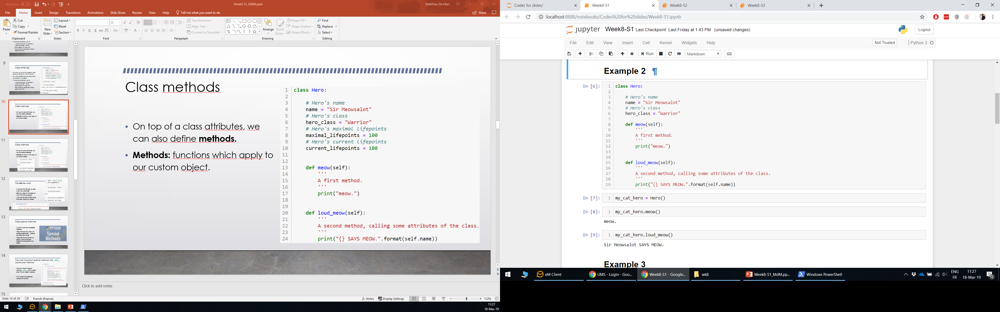 AutoSave Off
Week8-S1_MdM.pptx
Matthieu De Mari
File Home Insert Design Transitions Animations Slide Show Review View Help Tell me what you want to do
Share
Paste
Cut
Copy
Format Painter
Clipboard
New Slide
Layout
Reset
Section
Slides
20
Font
Text Direction
Align Text
Convert to SmartArt
Paragraph
Arrange
Quick Styles
Shape Fill
Shape Outline
Shape Effects
Drawing
Find
Replace
Select
Editing
9
Class attributes
10
Class methods
11
Class methods
12
The self keyword
13
Class special methods
PYTHON
Special
Methods
14
The most important special method: the __init__
constructor method
15
Class methods
• On top of a class attributes, we
can also define methods.
• Methods: functions which apply to
our custom object.
1 class Hero:
2
3 # Hero's name
4 name = "Sir Meowsalot"
5 # Hero's class
6 hero_class = "Warrior"
7 # Hero's maximal lifepoints
8 maximal_lifepoints = 100
9 # Hero's current lifepoints
10 current_lifepoints = 100
11
12
13 def meow(self):
14 '''
15 A first method.
16 '''
17 print("meow.")
18
19
20 def loud_meow(self):
21 '''
22 A second method, calling some attributes of the class.
23 '''
24 print("{} SAYS MEOW.".format(self.name))
Click to add notes
Slide 10 of 26 French (France)
Notes Display Settings 122%
11:27
18-Mar-19
Codes for slides/ Week8-S1 Week8-S2 Week8-S3
localhost:8888/notebooks/Codes%20for%20slides/Week8-S1.ipynb
jupyter Week8-S1 Last Checkpoint: Last Friday at 1:43 PM (unsaved changes)
Logout
File Edit View Insert Cell Kernel Widgets Help
Not Trusted
Python 3
Run
Markdown
Example 2 ¶
In [6]:
1 class Hero:
2
3 # Hero's name
4 name = "Sir Meowsalot"
5 # Hero's class
6 hero_class = "Warrior"
7
8 def meow(self):
9 '''
10 A first method.
11 '''
12 print("meow.")
13
14
15 def loud_meow(self):
16 '''
17 A second method, calling some attributes of the class.
18 '''
19 print("{} SAYS MEOW.".format(self.name))
In [7]: 1 my_cat_hero = Hero()
In [8]: 1 my_cat_hero.meow()
meow.
In [9]: 1 my_cat_hero.loud_meow()
Sir Meowsalot SAYS MEOW.
Example 3
eM Client
UMS - Login - Goo...
Week8-S1 - Google...
wk8
Week8-S1_MdM.pp...
Windows PowerShell
ENG
FR
11:27
18-Mar-19
12